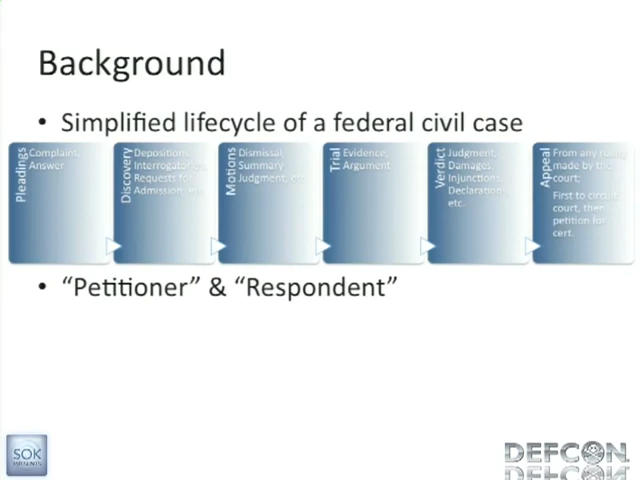 Background
• Simplified lifecycle of a federal civil case
Pleadings
Complaint,
Answer
Discovery
Depositions,
Interrogatories,
Requests for
Admission, etc.
Motions
Dismissal,
Summary
Judgment, etc.
Trial
Evidence,
Argument
Verdict
Judgment,
Damages,
Injunctions,
Declarations,
etc.
Appeal
From any ruling
made by the
court;
First to circuit
court, then
petition for
cert.
• “Petitioner” & “Respondent”
SOK
DEFCON